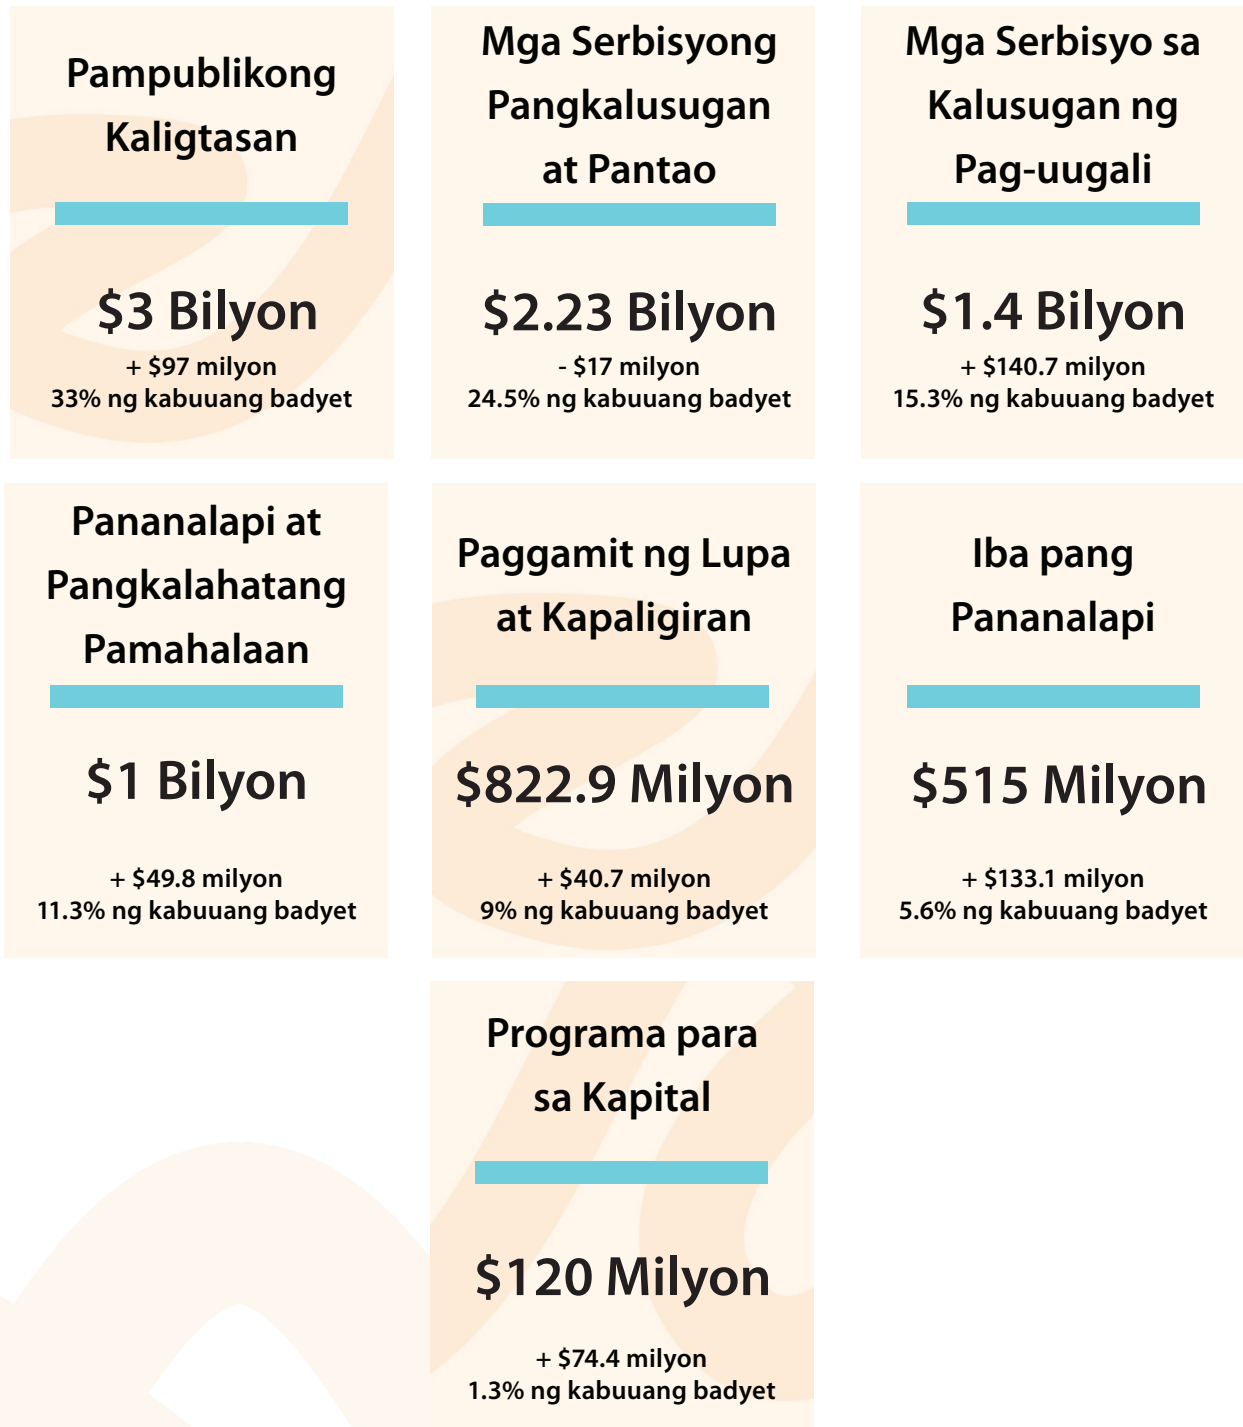 Pampublikong
Kaligtasan
$3 Bilyon
+ $97 milyon
33% ng kabuuang badyet
Mga Serbisyong
Pangkalusugan
at Pantao
$2.23 Bilyon
- $17 milyon
24.5% ng kabuuang badyet
Mga Serbisyo sa
Kalusugan ng
Pag-uugali
$1.4 Bilyon
+ $140.7 milyon
15.3% ng kabuuang badyet
Pananalapi at
Pangkalahatang
Pamahalaan
$1 Bilyon
+ $49.8 milyon
11.3% ng kabuuang badyet
Paggamit ng Lupa
at Kapaligiran
$822.9 Milyon
+ $40.7 milyon
9% ng kabuuang badyet
Iba pang
Pananalapi
$515 Milyon
+ $133.1 milyon
5.6% ng kabuuang badyet
Programa para
sa Kapital
$120 Milyon
+ $74.4 milyon
1.3% ng kabuuang badyet